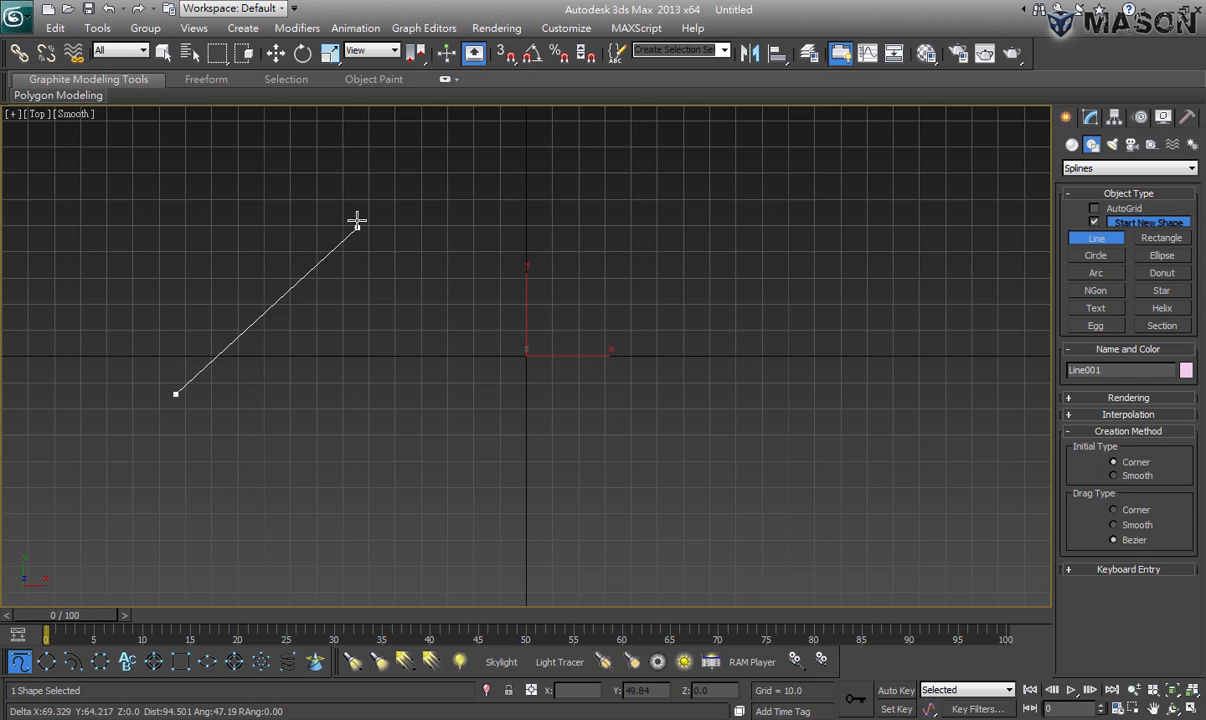 Workspace: Default
Autodesk 3ds Max 2013 x64 Untitled
MASON
Edit Tools Group Views Create Modifiers Animation Graph Editors Rendering Customize MAXScript Help
All View 3 Create Selection Se
Graphite Modeling Tools Freeform Selection Object Paint
Polygon Modeling
[ + ] [ Top ] [ Smooth ]
Splines
- Object Type
AutoGrid
Start New Shape
Line Rectangle
Circle Ellipse
Arc Donut
NGon Star
Text Helix
Egg Section
- Name and Color
Line001
+ Rendering
+ Interpolation
- Creation Method
Initial Type
Corner
Smooth
Drag Type
Corner
Smooth
Bezier
+ Keyboard Entry
y
x
z
y
z x
< 0 / 100 >
0 5 10 15 20 25 30 35 40 45 50 55 60 65 70 75 80 85 90 95 100
Skylight Light Tracer RAM Player
1 Shape Selected X: Y: 49.84 Z: 0.0 Grid = 10.0 Auto Key Selected
Delta X:69.329 Y:64.217 Z:0.0 Dist:94.501 Ang:47.19 RAng:0.00 Add Time Tag Set Key Key Filters... 0